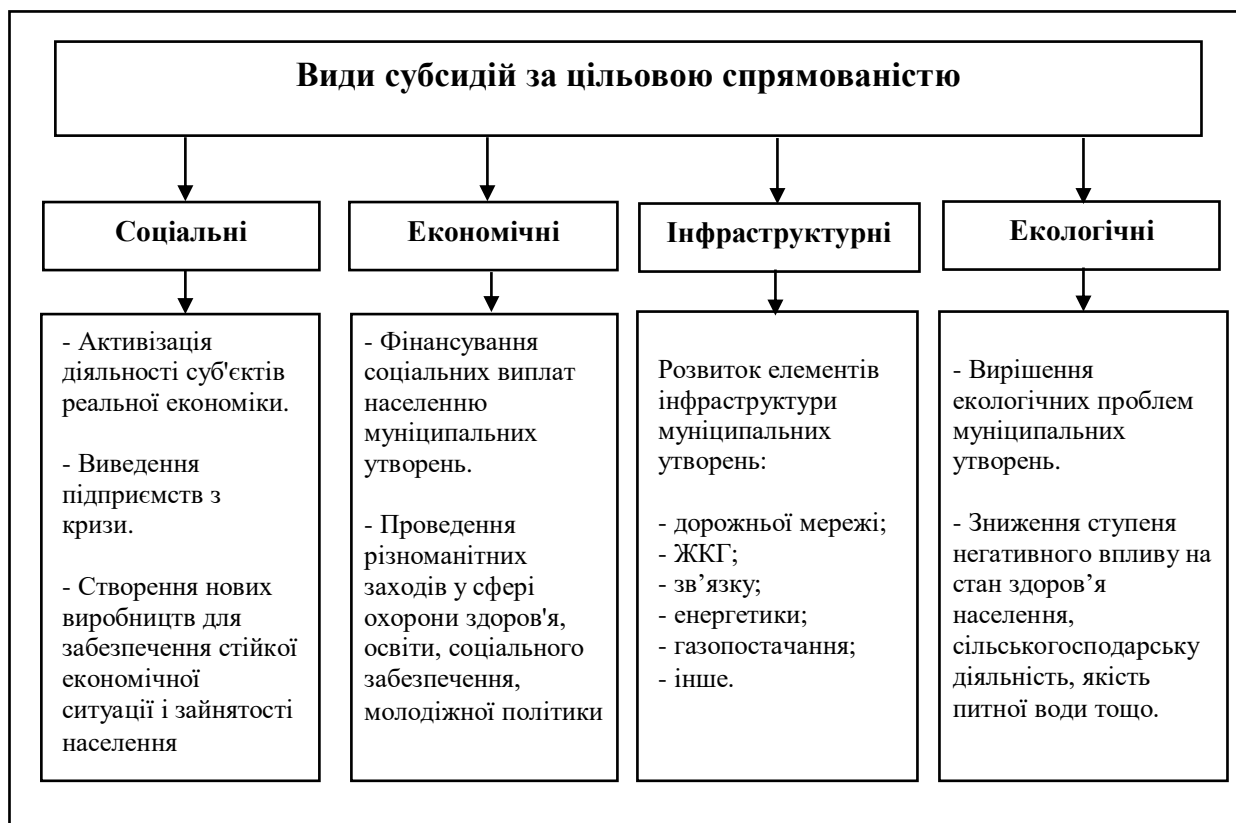 Види субсидій за цільовою спрямованістю
Соціальні
Економічні
Інфраструктурні
Екологічні
- Активізація
діяльності суб'єктів
реальної економіки.
- Виведення
підприємств з
кризи.
- Створення нових
виробництв для
забезпечення стійкої
економічної
ситуації і зайнятості
населення
- Фінансування
соціальних виплат
населенню
муніципальних
утворень.
- Проведення
різноманітних
заходів у сфері
охорони здоров'я,
освіти, соціального
забезпечення,
молодіжної політики
Розвиток елементів
інфраструктури
муніципальних
утворень:
- дорожньої мережі;
- ЖКГ;
- зв’язку;
- енергетики;
- газопостачання;
- інше.
- Вирішення
екологічних проблем
муніципальних
утворень.
- Зниження ступеня
негативного впливу на
стан здоров’я
населення,
сільськогосподарську
діяльність, якість
питної води тощо.